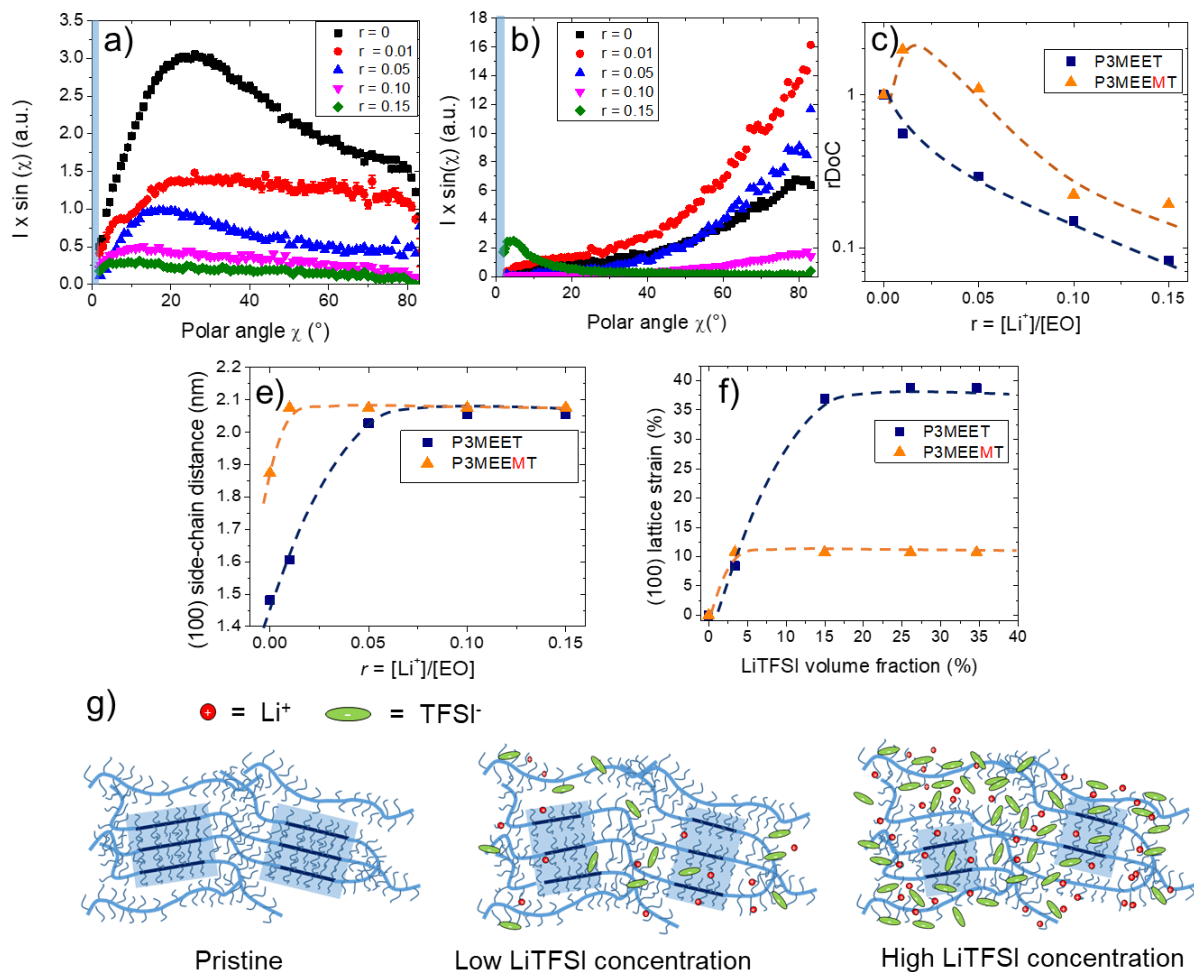 a)
I x sin (χ) (a.u.)
3.5
3.0
2.5
2.0
1.5
1.0
0.5
0.0
0 20 40 60 80
Polar angle χ (°)
r = 0
r = 0.01
r = 0.05
r = 0.10
r = 0.15
b)
I x sin(χ) (a.u.)
18
16
14
12
10
8
6
4
2
0
0 20 40 60 80
Polar angle χ(°)
r = 0
r = 0.01
r = 0.05
r = 0.10
r = 0.15
c)
rDoC
1
0.1
0.00 0.05 0.10 0.15
r = [Li⁺]/[EO]
P3MEET
P3MEEMT
e)
(100) side-chain distance (nm)
2.2
2.1
2.0
1.9
1.8
1.7
1.6
1.5
1.4
0.00 0.05 0.10 0.15
r = [Li⁺]/[EO]
P3MEET
P3MEEMT
f)
(100) lattice strain (%)
40
35
30
25
20
15
10
5
0
0 5 10 15 20 25 30 35 40
LiTFSI volume fraction (%)
P3MEET
P3MEEMT
g)
+ = Li⁺ - = TFSI⁻
Pristine
Low LiTFSI concentration
High LiTFSI concentration